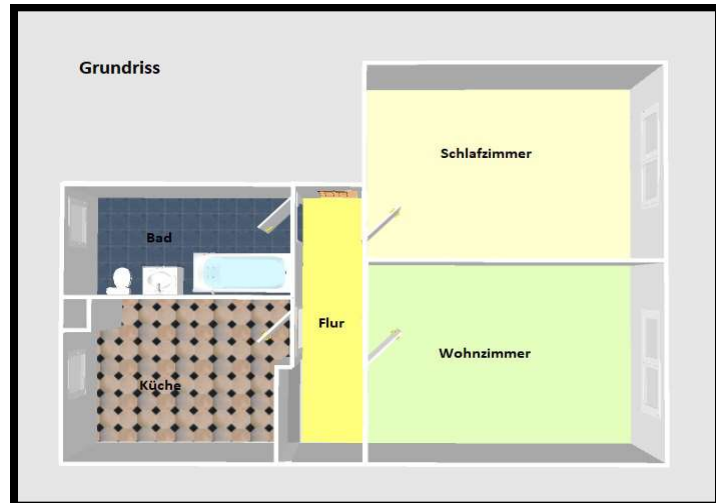 Grundriss
Schlafzimmer
Bad
Flur
Wohnzimmer
Küche